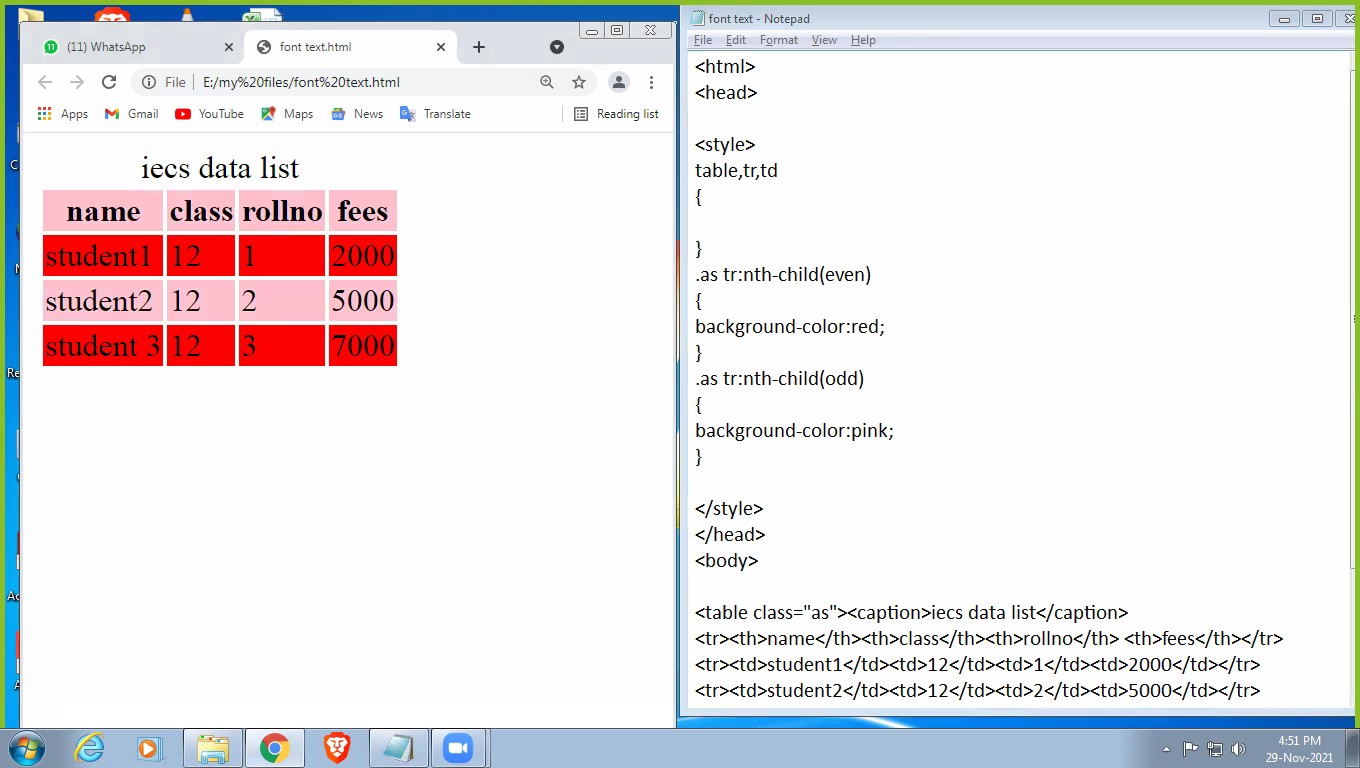 (11) WhatsApp
font text.html
File
E:/my%20files/font%20text.html
Apps
Gmail
YouTube
Maps
News
Translate
Reading list
iecs data list
name class rollno fees
student1 12 1 2000
student2 12 2 5000
student 3 12 3 7000
font text - Notepad
File Edit Format View Help
<html>
<head>
<style>
table,tr,td
{
}
.as tr:nth-child(even)
{
background-color:red;
}
.as tr:nth-child(odd)
{
background-color:pink;
}
</style>
</head>
<body>
<table class="as"><caption>iecs data list</caption>
<tr><th>name</th><th>class</th><th>rollno</th> <th>fees</th></tr>
<tr><td>student1</td><td>12</td><td>1</td><td>2000</td></tr>
<tr><td>student2</td><td>12</td><td>2</td><td>5000</td></tr>
4:51 PM
29-Nov-2021